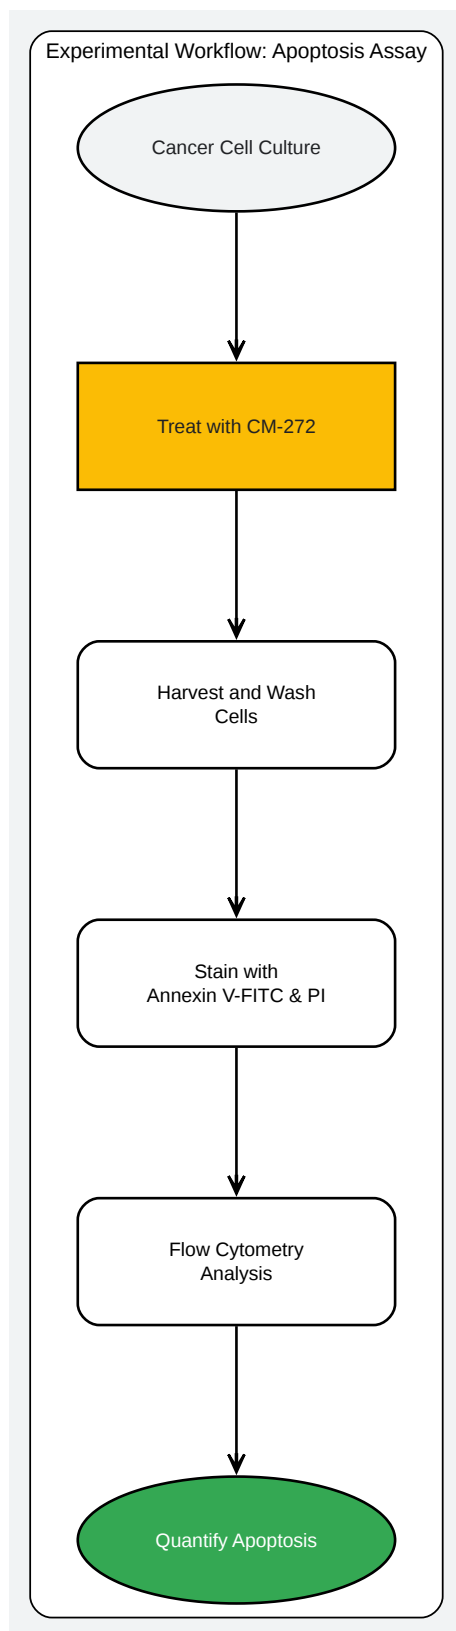 Experimental Workflow: Apoptosis Assay
Cancer Cell Culture
Treat with CM-272
Harvest and Wash
Cells
Stain with
Annexin V-FITC & PI
Flow Cytometry
Analysis
Quantify Apoptosis